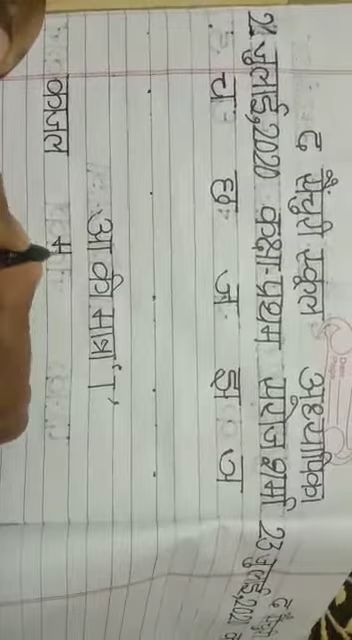 द सेंचुरी स्कूल अध्यापिका
21 जुलाई, 2020 कक्षा-प्रथम सरोज शर्मा 23 जुलाई, 2020
च छ ज झ ञ
आ की मात्रा 'ा'
कजल